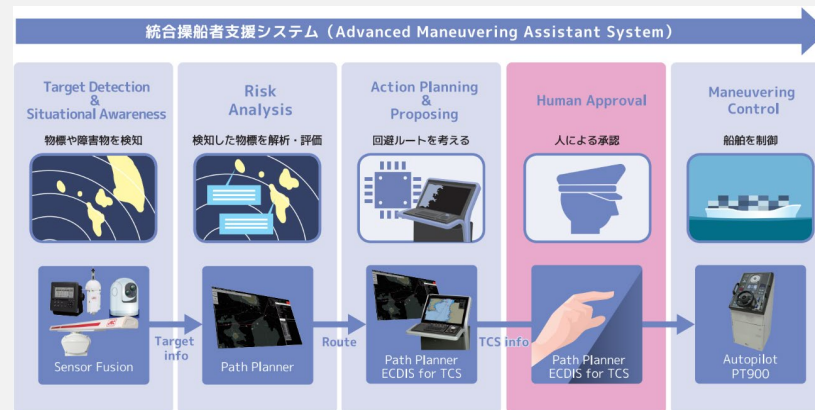 統合操船者支援システム（Advanced Maneuvering Assistant System）
Target Detection
&
Situational Awareness
物標や障害物を検知
Sensor Fusion
Target
info
Risk
Analysis
検知した物標を解析・評価
Path Planner
Route
Action Planning
&
Proposing
回避ルートを考える
Path Planner
ECDIS for TCS
TCS info
Human Approval
人による承認
Path Planner
ECDIS for TCS
Maneuvering
Control
船舶を制御
Autopilot
PT900